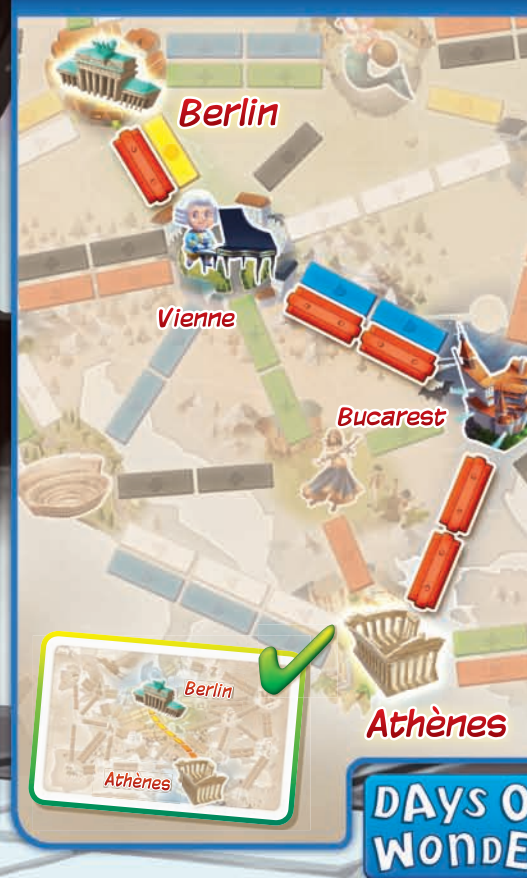 Berlin
Vienne
Bucarest
Berlin
Athènes
Athènes
DAYS O
WONDE